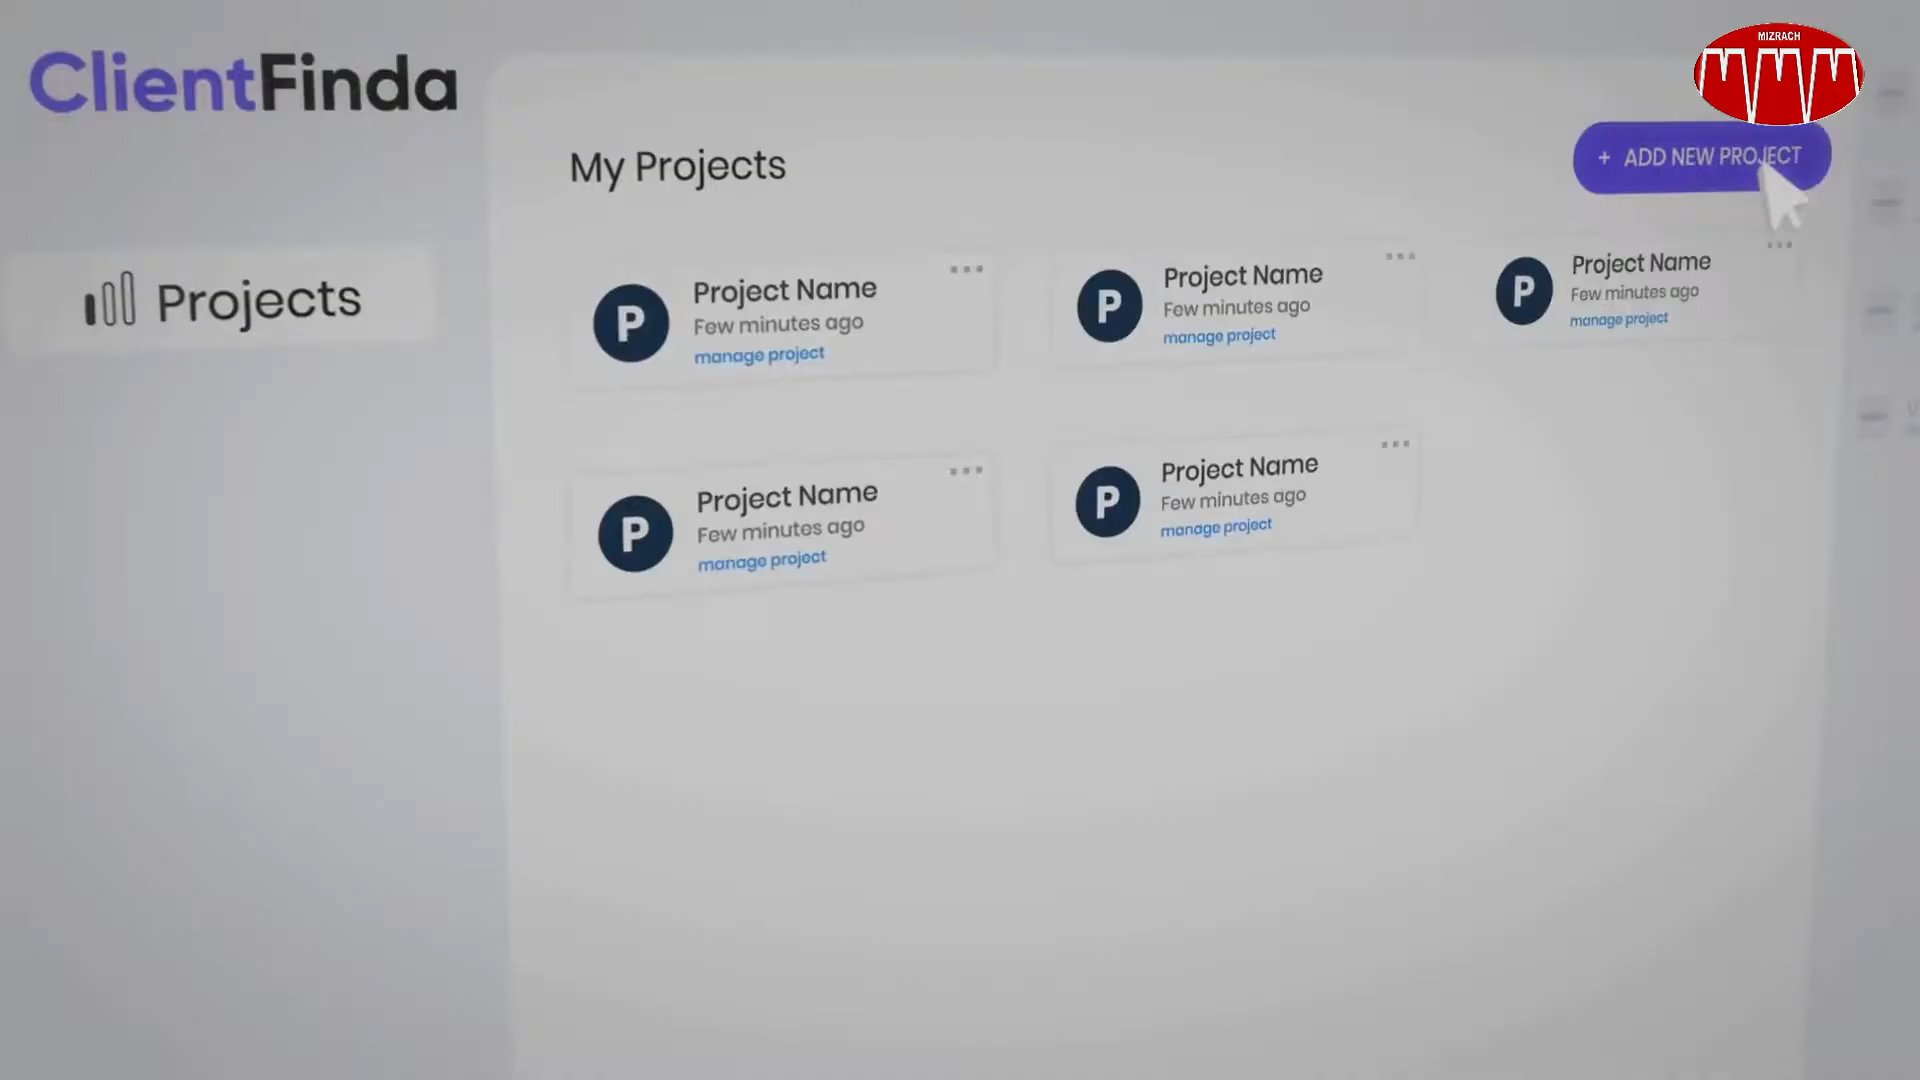 ClientFinda
MIZRACH
My Projects
+ ADD NEW PROJECT
Projects
Project Name
Few minutes ago
manage project
Project Name
Few minutes ago
manage project
Project Name
Few minutes ago
manage project
Project Name
Few minutes ago
manage project
Project Name
Few minutes ago
manage project